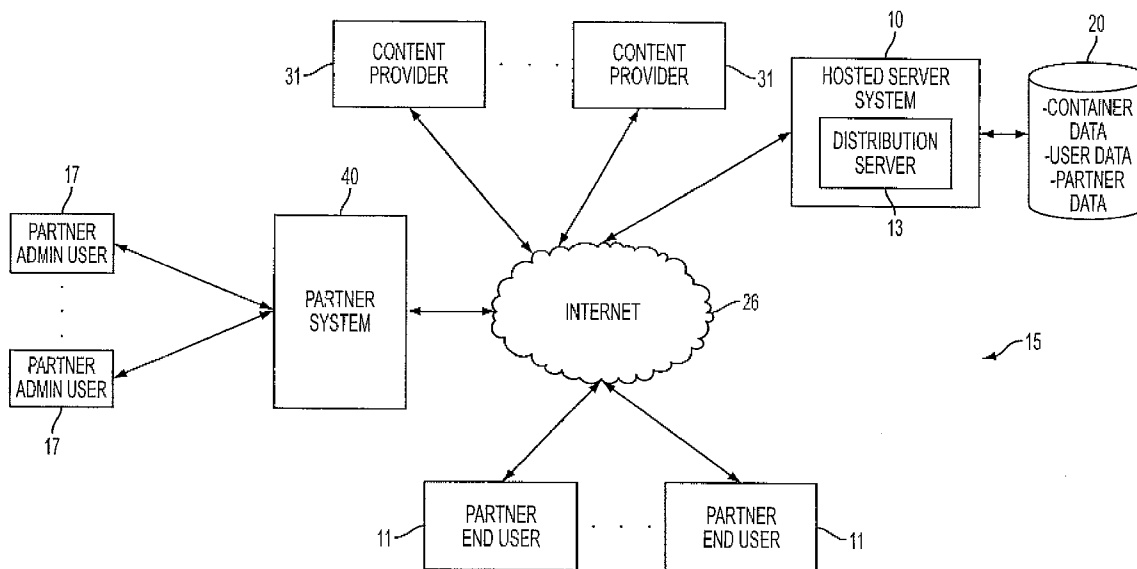 10
20
CONTENT
PROVIDER
31
CONTENT
PROVIDER
31
HOSTED SERVER
SYSTEM
DISTRIBUTION
SERVER
13
-CONTAINER
DATA
-USER DATA
-PARTNER
DATA
17
PARTNER
ADMIN USER
40
PARTNER
SYSTEM
INTERNET
26
15
PARTNER
ADMIN USER
17
11
PARTNER
END USER
PARTNER
END USER
11